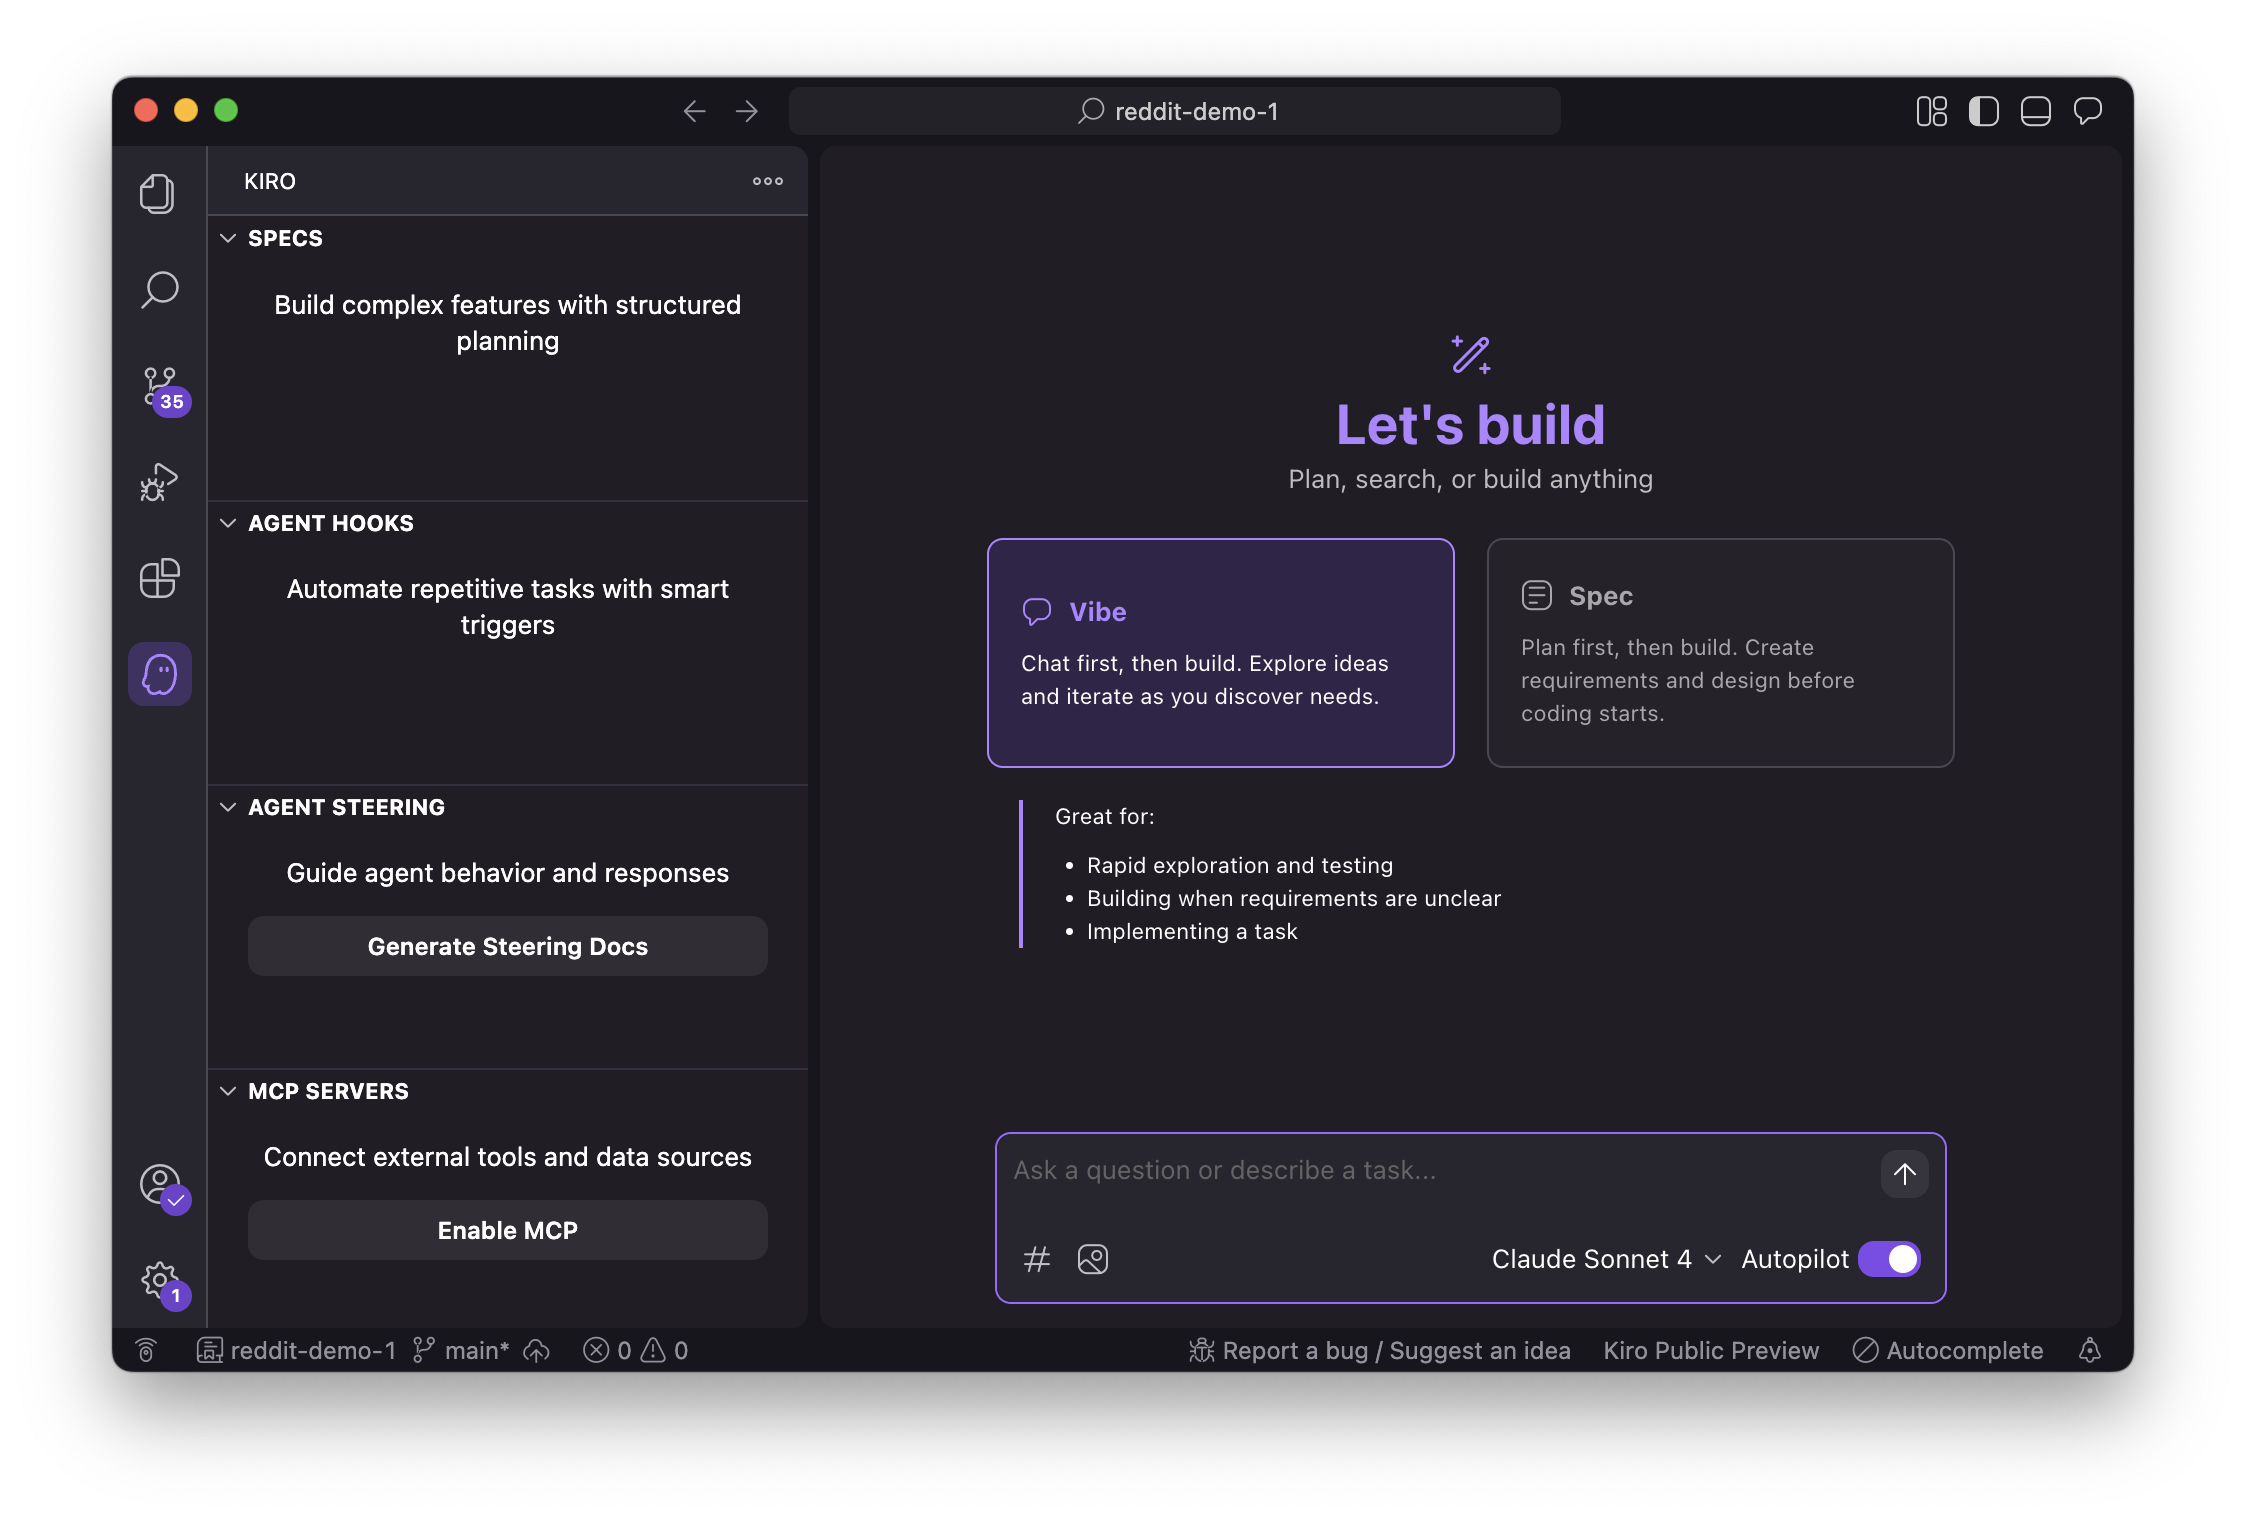 reddit-demo-1
KIRO
SPECS
Build complex features with structured
planning
35
AGENT HOOKS
Automate repetitive tasks with smart
triggers
AGENT STEERING
Guide agent behavior and responses
Generate Steering Docs
MCP SERVERS
Connect external tools and data sources
Enable MCP
1
Let's build
Plan, search, or build anything
Vibe
Chat first, then build. Explore ideas
and iterate as you discover needs.
Spec
Plan first, then build. Create
requirements and design before
coding starts.
Great for:
• Rapid exploration and testing
• Building when requirements are unclear
• Implementing a task
Ask a question or describe a task...
# Claude Sonnet 4 Autopilot
reddit-demo-1 main* 0 0 Report a bug / Suggest an idea Kiro Public Preview Autocomplete